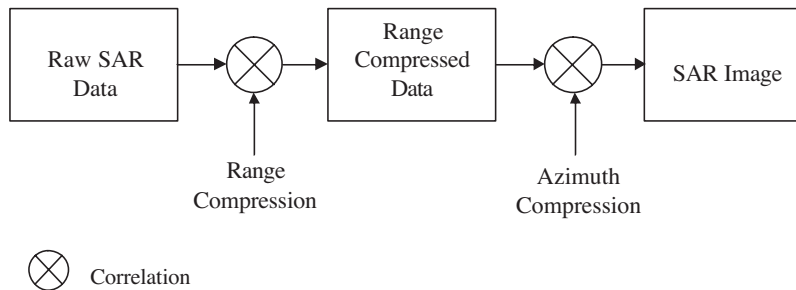 Raw SAR
Data
Range
Compressed
Data
SAR Image
Range
Compression
Azimuth
Compression
Correlation